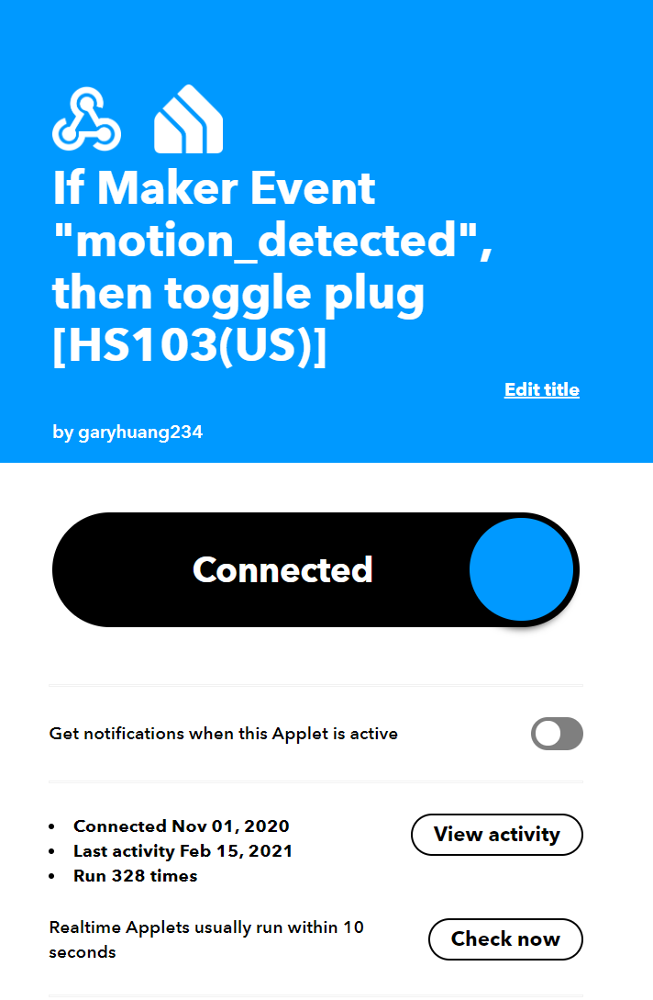 If Maker Event
"motion_detected",
then toggle plug
[HS103(US)]
Edit title
by garyhuang234
Connected
Get notifications when this Applet is active
Connected Nov 01, 2020
Last activity Feb 15, 2021
Run 328 times
View activity
Realtime Applets usually run within 10
seconds
Check now